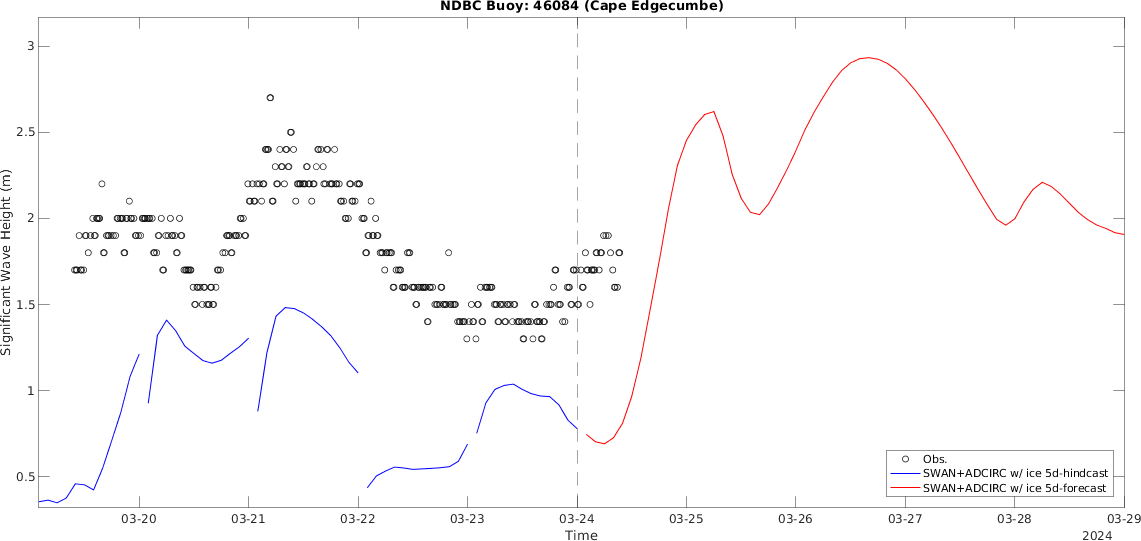 NDBC Buoy: 46084 (Cape Edgecumbe)
3
2.5
2
1.5
1
0.5
Significant Wave Height (m)
Obs.
SWAN+ADCIRC w/ ice 5d-hindcast
SWAN+ADCIRC w/ ice 5d-forecast
03-20 03-21 03-22 03-23 03-24 03-25 03-26 03-27 03-28 03-29
Time
2024